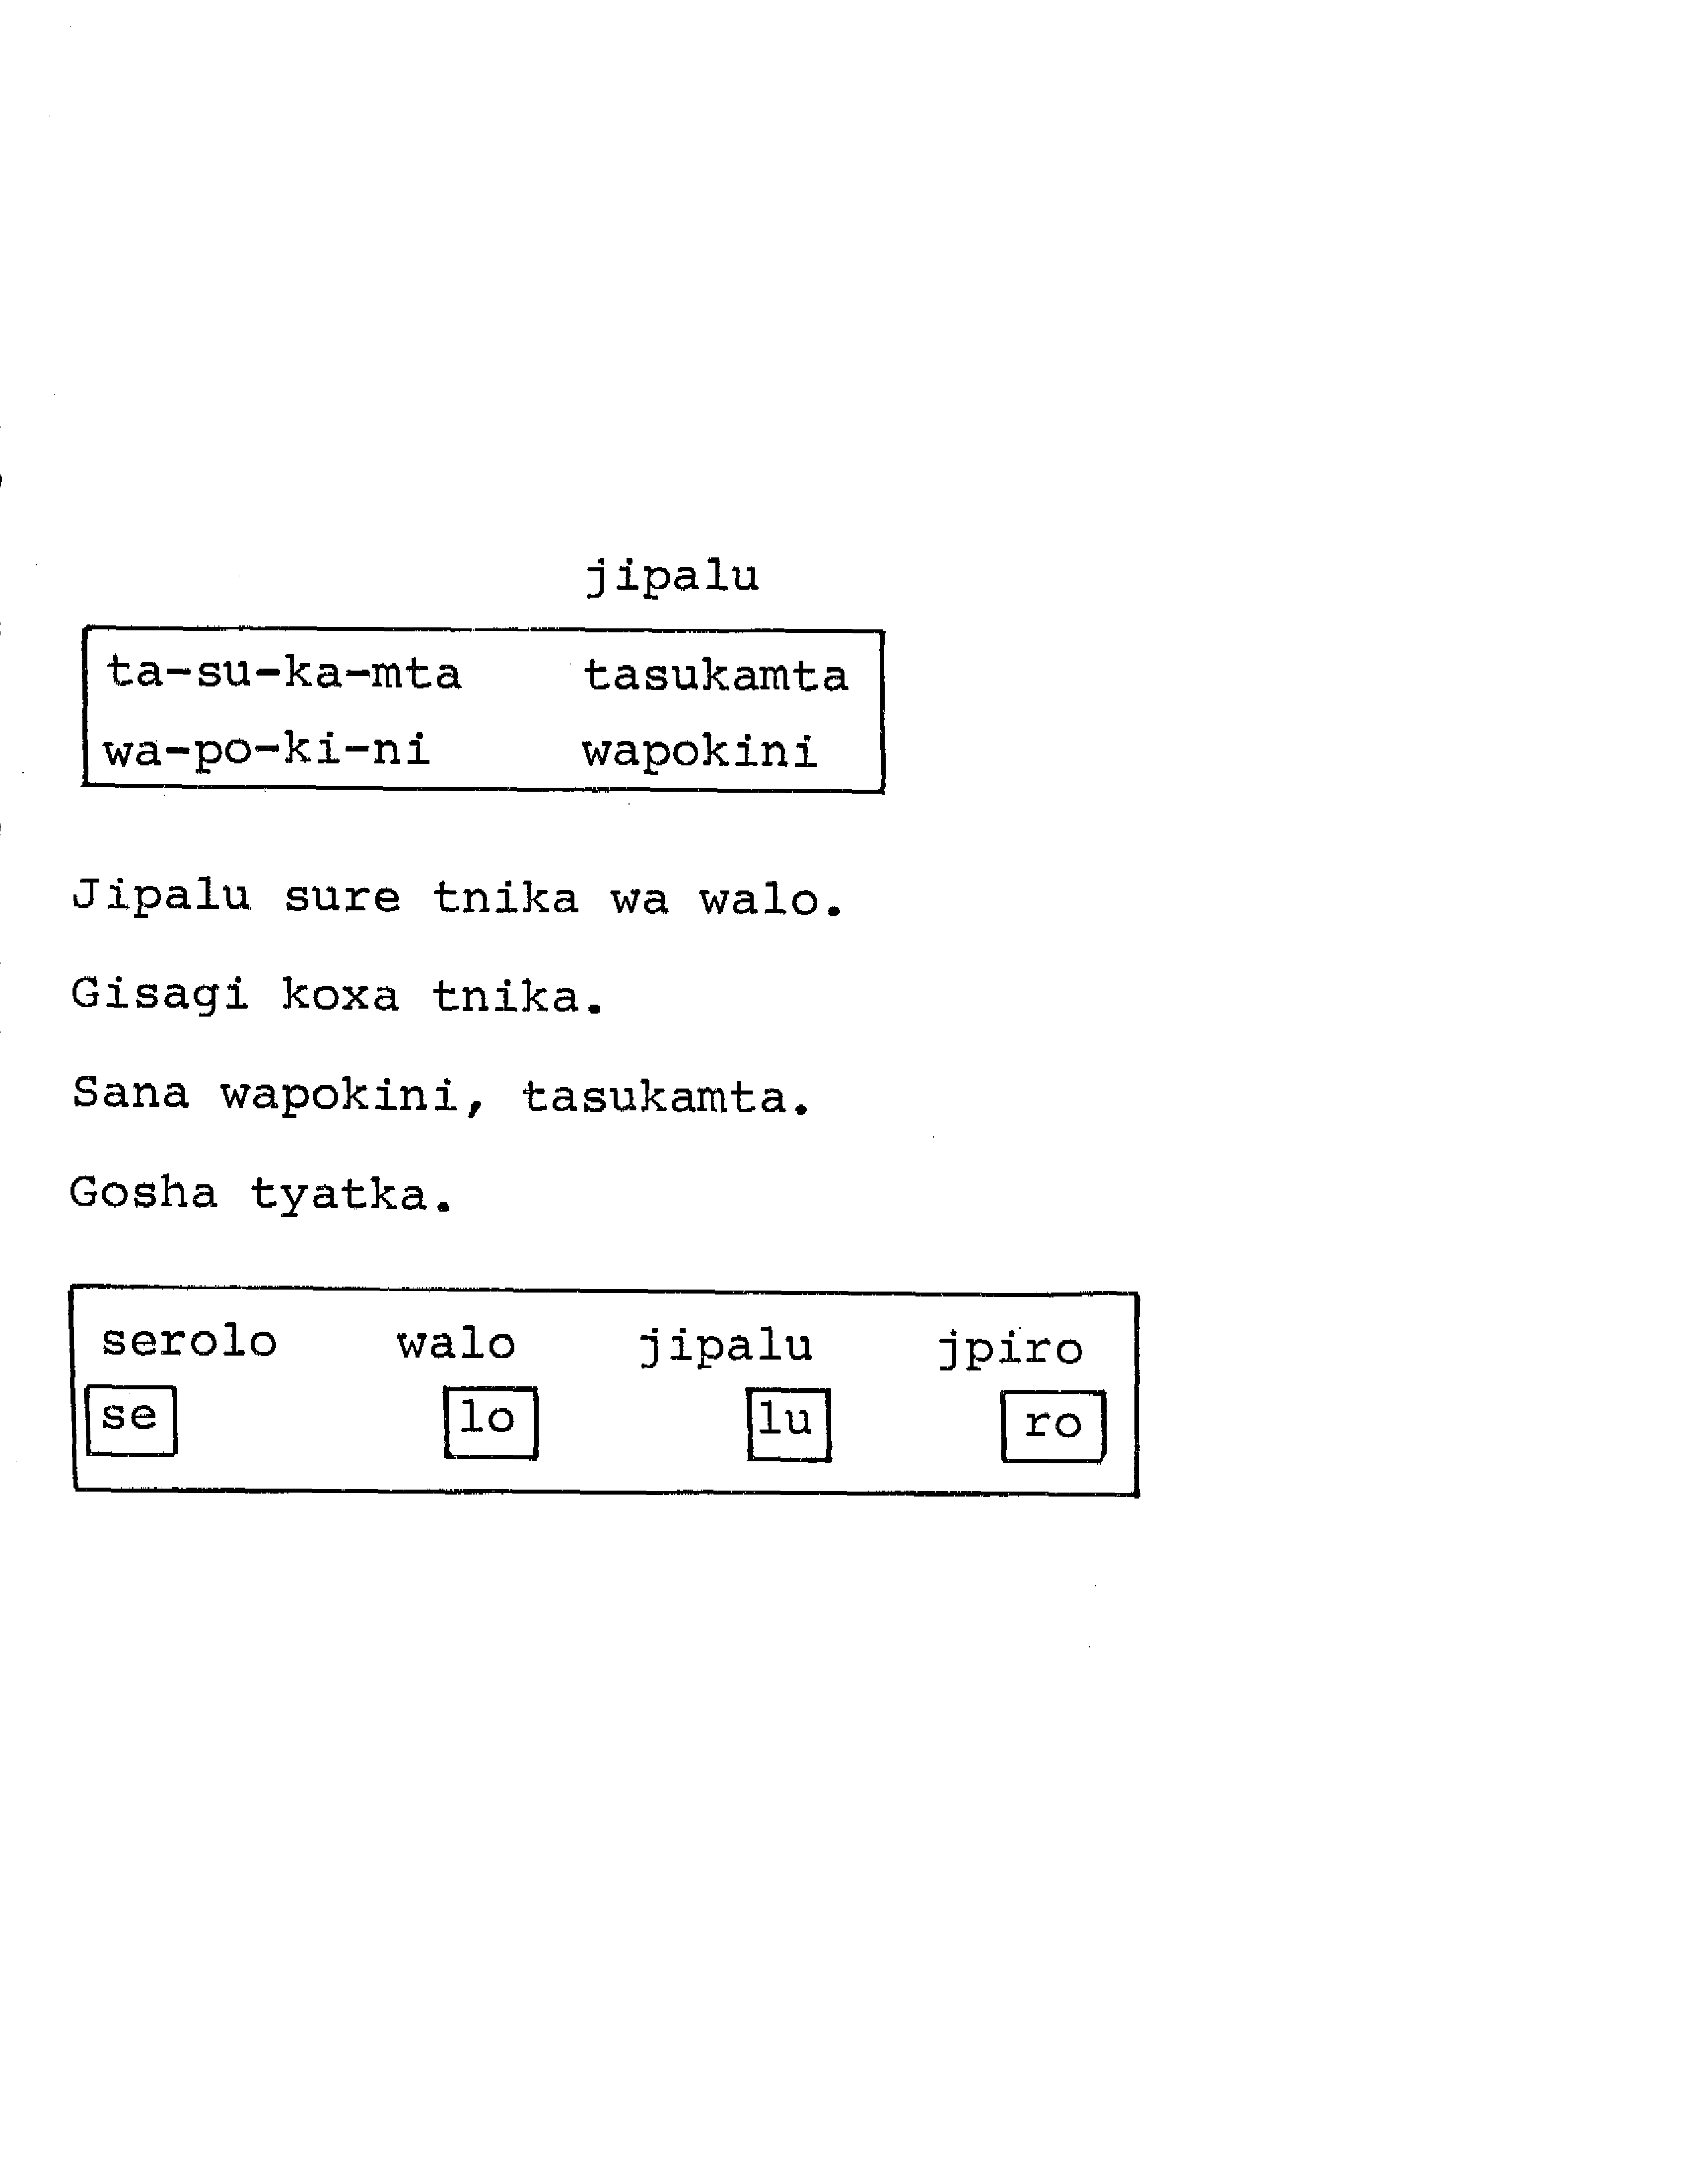 jipalu
ta-su-ka-mta tasukamta
wa-po-ki-ni wapokini
Jipalu sure tnika wa walo.
Gisagi koxa tnika.
Sana wapokini, tasukamta.
Gosha tyatka.
serolo walo jipalu jpiro
se lo lu ro